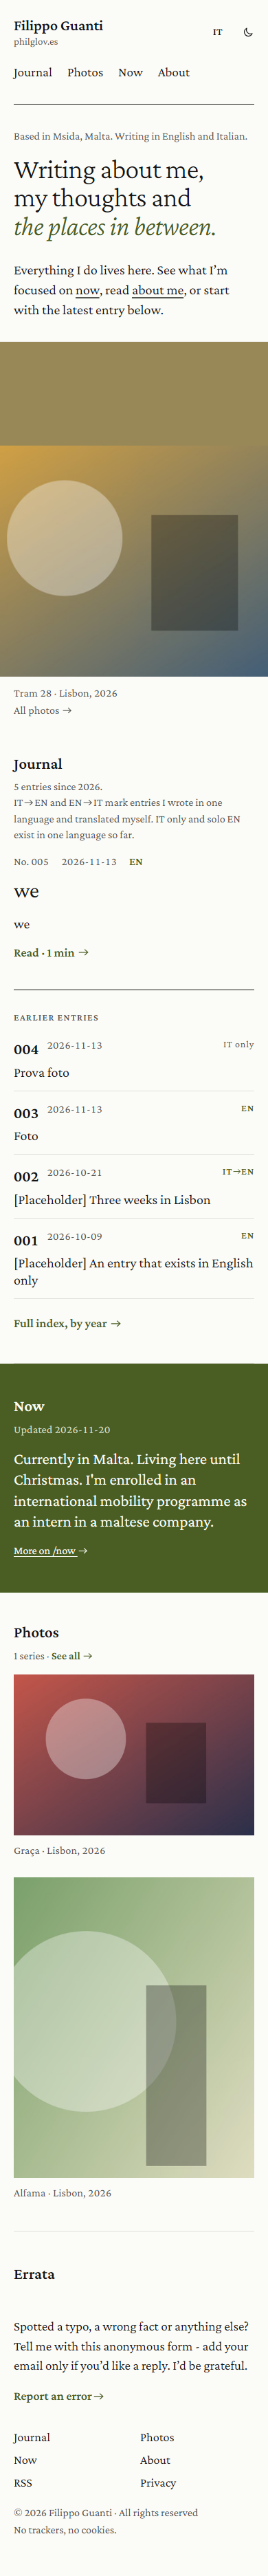 Filippo Guanti
philglov.es
IT
Journal Photos Now About
Based in Msida, Malta. Writing in English and Italian.
Writing about me,
my thoughts and
the places in between.
Everything I do lives here. See what I'm
focused on now, read about me, or start
with the latest entry below.
Tram 28 · Lisbon, 2026
All photos →
Journal
5 entries since 2026.
IT→EN and EN→IT mark entries I wrote in one
language and translated myself. IT only and solo EN
exist in one language so far.
No. 005 2026-11-13 EN
we
we
Read · 1 min →
EARLIER ENTRIES
004 2026-11-13 IT only
Prova foto
003 2026-11-13 EN
Foto
002 2026-10-21 IT→EN
[Placeholder] Three weeks in Lisbon
001 2026-10-09 EN
[Placeholder] An entry that exists in English
only
Full index, by year →
Now
Updated 2026-11-20
Currently in Malta. Living here until
Christmas. I'm enrolled in an
international mobility programme as
an intern in a maltese company.
More on /now →
Photos
1 series · See all →
Graça · Lisbon, 2026
Alfama · Lisbon, 2026
Errata
Spotted a typo, a wrong fact or anything else?
Tell me with this anonymous form - add your
email only if you'd like a reply. I'd be grateful.
Report an error→
Journal Photos
Now About
RSS Privacy
© 2026 Filippo Guanti · All rights reserved
No trackers, no cookies.